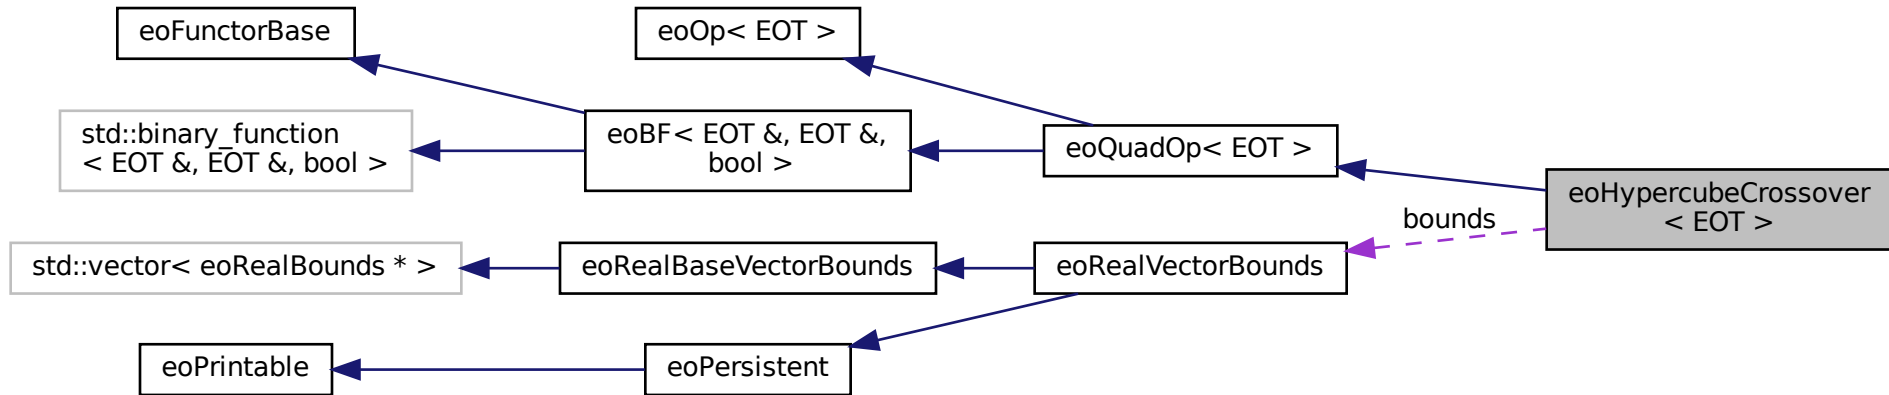 eoFunctorBase
eoOp< EOT >
std::binary_function
< EOT &, EOT &, bool >
eoBF< EOT &, EOT &,
bool >
eoQuadOp< EOT >
eoHypercubeCrossover
< EOT >
bounds
std::vector< eoRealBounds * >
eoRealBaseVectorBounds
eoRealVectorBounds
eoPrintable
eoPersistent